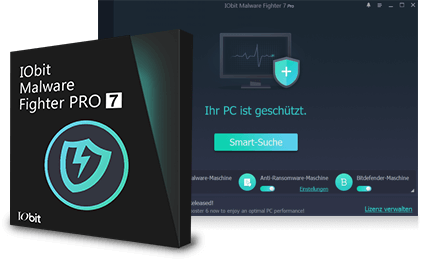 IObit Malware Fighter 7 Pro
IObit
Malware
Fighter PRO 7
IObit
Ihr PC ist geschützt.
Smart-Suche
alware-Maschine
Anti-Ransomware-Maschine
Bitdefender-Maschine
Einstellungen
eleased!
ooster 6 now to enjoy an optimal PC performance!
Lizenz verwalten